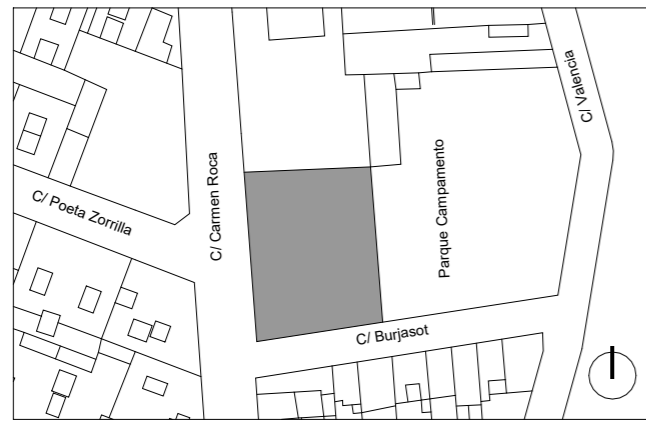 C/ Valencia
C/ Poeta Zorrilla
C/ Carmen Roca
Parque Campamento
C/ Burjasot